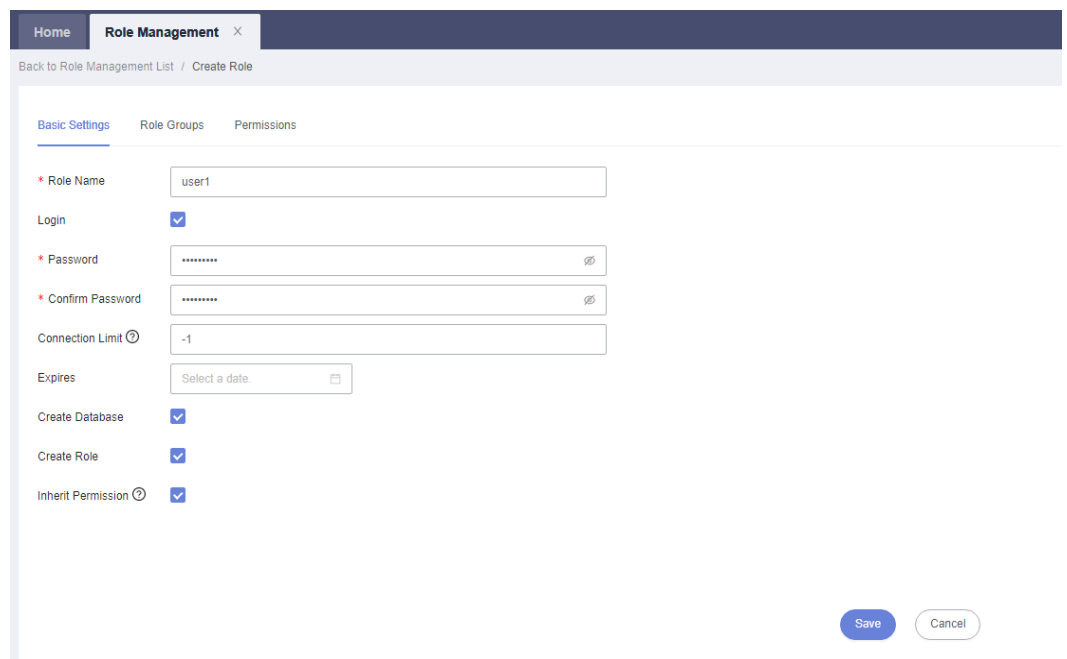 Home Role Management X
Back to Role Management List / Create Role
Basic Settings Role Groups Permissions
* Role Name user1
Login
* Password •••••••••
* Confirm Password •••••••••
Connection Limit ? -1
Expires Select a date.
Create Database
Create Role
Inherit Permission ?
Save Cancel